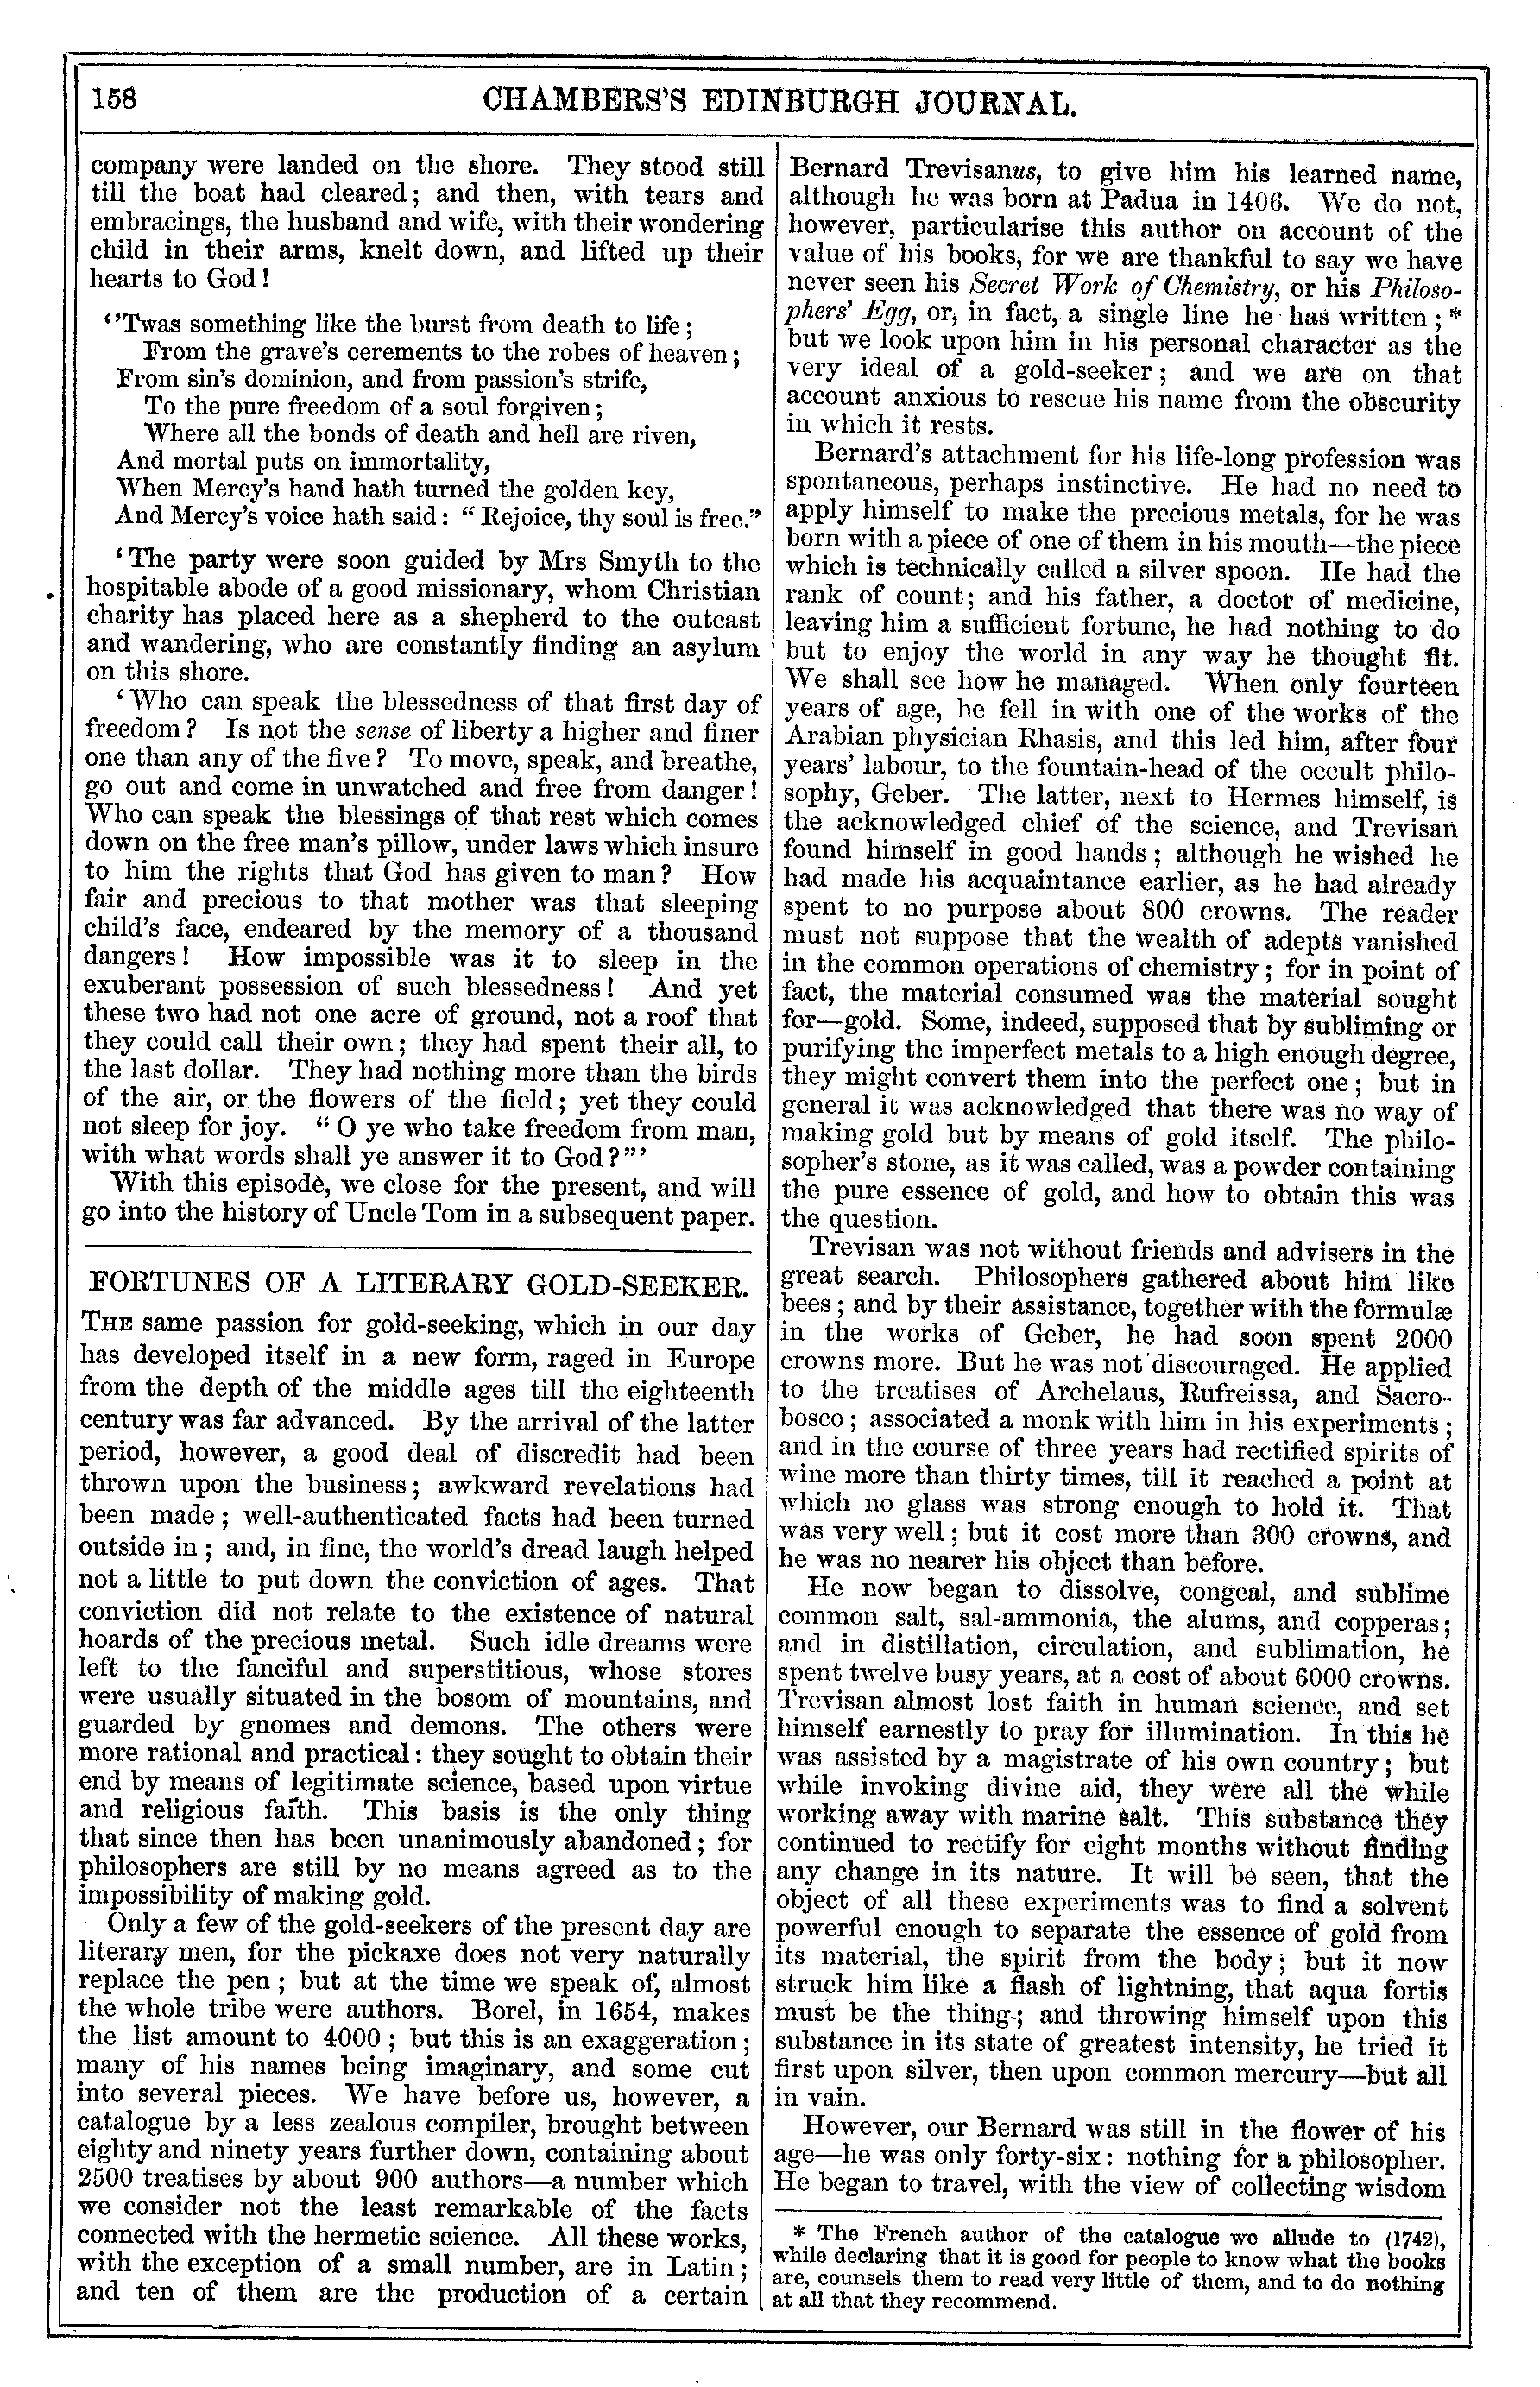 158
CHAMBERS'S EDINBURGH JOURNAL.
company were landed on the shore. They stood still
till the boat had cleared; and then, with tears and
embracings, the husband and wife, with their wondering
child in their arms, knelt down, and lifted up their
hearts to God!
‘'Twas something like the burst from death to life;
From the grave's cerements to the robes of heaven;
From sin's dominion, and from passion's strife,
To the pure freedom of a soul forgiven;
Where all the bonds of death and hell are riven,
And mortal puts on immortality,
When Mercy's hand hath turned the golden key,
And Mercy's voice hath said: “Rejoice, thy soul is free.”
‘The party were soon guided by Mrs Smyth to the
hospitable abode of a good missionary, whom Christian
charity has placed here as a shepherd to the outcast
and wandering, who are constantly finding an asylum
on this shore.
‘Who can speak the blessedness of that first day of
freedom? Is not the sense of liberty a higher and finer
one than any of the five? To move, speak, and breathe,
go out and come in unwatched and free from danger!
Who can speak the blessings of that rest which comes
down on the free man's pillow, under laws which insure
to him the rights that God has given to man? How
fair and precious to that mother was that sleeping
child's face, endeared by the memory of a thousand
dangers! How impossible was it to sleep in the
exuberant possession of such blessedness! And yet
these two had not one acre of ground, not a roof that
they could call their own; they had spent their all, to
the last dollar. They had nothing more than the birds
of the air, or the flowers of the field; yet they could
not sleep for joy. “O ye who take freedom from man,
with what words shall ye answer it to God?”’
With this episode, we close for the present, and will
go into the history of Uncle Tom in a subsequent paper.
FORTUNES OF A LITERARY GOLD-SEEKER.
THE same passion for gold-seeking, which in our day
has developed itself in a new form, raged in Europe
from the depth of the middle ages till the eighteenth
century was far advanced. By the arrival of the latter
period, however, a good deal of discredit had been
thrown upon the business; awkward revelations had
been made; well-authenticated facts had been turned
outside in; and, in fine, the world's dread laugh helped
not a little to put down the conviction of ages. That
conviction did not relate to the existence of natural
hoards of the precious metal. Such idle dreams were
left to the fanciful and superstitious, whose stores
were usually situated in the bosom of mountains, and
guarded by gnomes and demons. The others were
more rational and practical: they sought to obtain their
end by means of legitimate science, based upon virtue
and religious faith. This basis is the only thing
that since then has been unanimously abandoned; for
philosophers are still by no means agreed as to the
impossibility of making gold.
Only a few of the gold-seekers of the present day are
literary men, for the pickaxe does not very naturally
replace the pen; but at the time we speak of, almost
the whole tribe were authors. Borel, in 1654, makes
the list amount to 4000; but this is an exaggeration;
many of his names being imaginary, and some cut
into several pieces. We have before us, however, a
catalogue by a less zealous compiler, brought between
eighty and ninety years further down, containing about
2500 treatises by about 900 authors—a number which
we consider not the least remarkable of the facts
connected with the hermetic science. All these works,
with the exception of a small number, are in Latin;
and ten of them are the production of a certain
Bernard Trevisanus, to give him his learned name,
although he was born at Padua in 1406. We do not,
however, particularise this author on account of the
value of his books, for we are thankful to say we have
never seen his Secret Work of Chemistry, or his Philoso-
phers' Egg, or, in fact, a single line he has written;*
but we look upon him in his personal character as the
very ideal of a gold-seeker; and we are on that
account anxious to rescue his name from the obscurity
in which it rests.
Bernard's attachment for his life-long profession was
spontaneous, perhaps instinctive. He had no need to
apply himself to make the precious metals, for he was
born with a piece of one of them in his mouth—the piece
which is technically called a silver spoon. He had the
rank of count; and his father, a doctor of medicine,
leaving him a sufficient fortune, he had nothing to do
but to enjoy the world in any way he thought fit.
We shall see how he managed. When only fourteen
years of age, he fell in with one of the works of the
Arabian physician Rhasis, and this led him, after four
years' labour, to the fountain-head of the occult philo-
sophy, Geber. The latter, next to Hermes himself, is
the acknowledged chief of the science, and Trevisan
found himself in good hands; although he wished he
had made his acquaintance earlier, as he had already
spent to no purpose about 800 crowns. The reader
must not suppose that the wealth of adepts vanished
in the common operations of chemistry; for in point of
fact, the material consumed was the material sought
for—gold. Some, indeed, supposed that by subliming or
purifying the imperfect metals to a high enough degree,
they might convert them into the perfect one; but in
general it was acknowledged that there was no way of
making gold but by means of gold itself. The philo-
sopher's stone, as it was called, was a powder containing
the pure essence of gold, and how to obtain this was
the question.
Trevisan was not without friends and advisers in the
great search. Philosophers gathered about him like
bees; and by their assistance, together with the formulæ
in the works of Geber, he had soon spent 2000
crowns more. But he was not discouraged. He applied
to the treatises of Archelaus, Rufreissa, and Sacro-
bosco; associated a monk with him in his experiments;
and in the course of three years had rectified spirits of
wine more than thirty times, till it reached a point at
which no glass was strong enough to hold it. That
was very well; but it cost more than 300 crowns, and
he was no nearer his object than before.
He now began to dissolve, congeal, and sublime
common salt, sal-ammonia, the alums, and copperas;
and in distillation, circulation, and sublimation, he
spent twelve busy years, at a cost of about 6000 crowns.
Trevisan almost lost faith in human science, and set
himself earnestly to pray for illumination. In this he
was assisted by a magistrate of his own country; but
while invoking divine aid, they were all the while
working away with marine salt. This substance they
continued to rectify for eight months without finding
any change in its nature. It will be seen, that the
object of all these experiments was to find a solvent
powerful enough to separate the essence of gold from
its material, the spirit from the body; but it now
struck him like a flash of lightning, that aqua fortis
must be the thing; and throwing himself upon this
substance in its state of greatest intensity, he tried it
first upon silver, then upon common mercury—but all
in vain.
However, our Bernard was still in the flower of his
age—he was only forty-six: nothing for a philosopher.
He began to travel, with the view of collecting wisdom
* The French author of the catalogue we allude to (1742),
while declaring that it is good for people to know what the books
are, counsels them to read very little of them, and to do nothing
at all that they recommend.